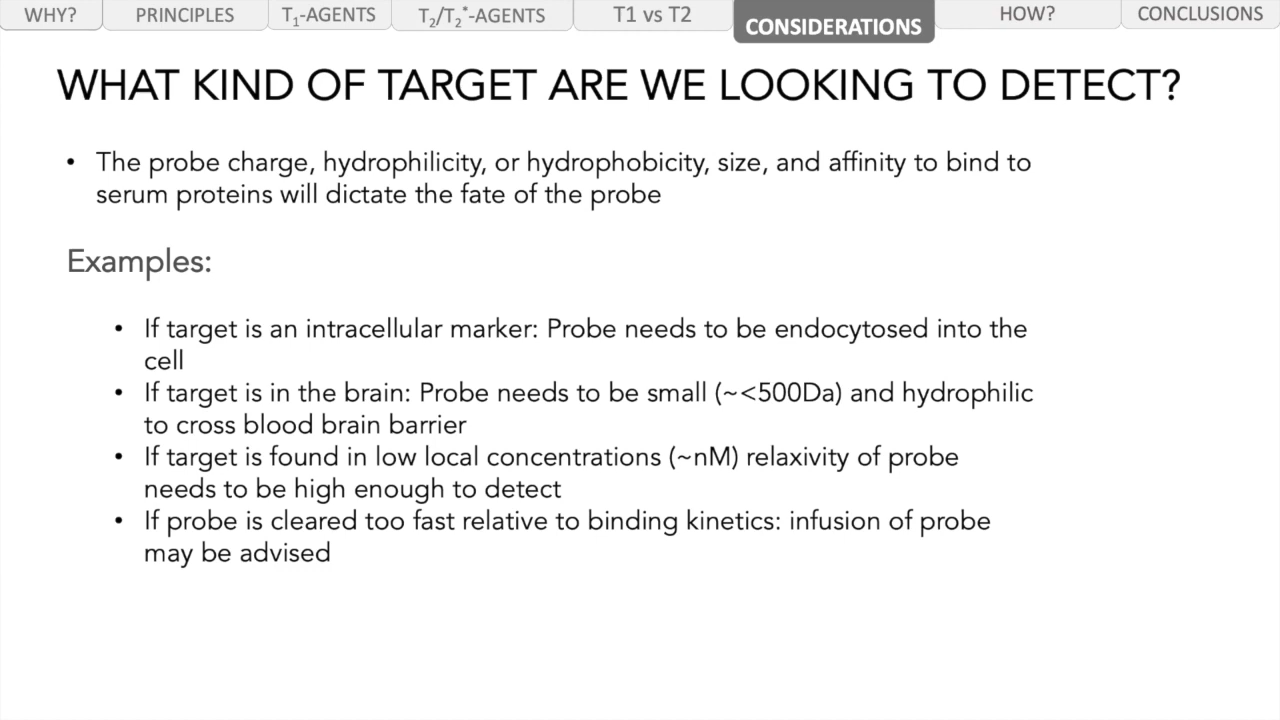 WHY?
PRINCIPLES
T1-AGENTS
T2/T2*-AGENTS
T1 vs T2
CONSIDERATIONS
HOW?
CONCLUSIONS
WHAT KIND OF TARGET ARE WE LOOKING TO DETECT?
• The probe charge, hydrophilicity, or hydrophobicity, size, and affinity to bind to
serum proteins will dictate the fate of the probe
Examples:
• If target is an intracellular marker: Probe needs to be endocytosed into the
cell
• If target is in the brain: Probe needs to be small (~<500Da) and hydrophilic
to cross blood brain barrier
• If target is found in low local concentrations (~nM) relaxivity of probe
needs to be high enough to detect
• If probe is cleared too fast relative to binding kinetics: infusion of probe
may be advised